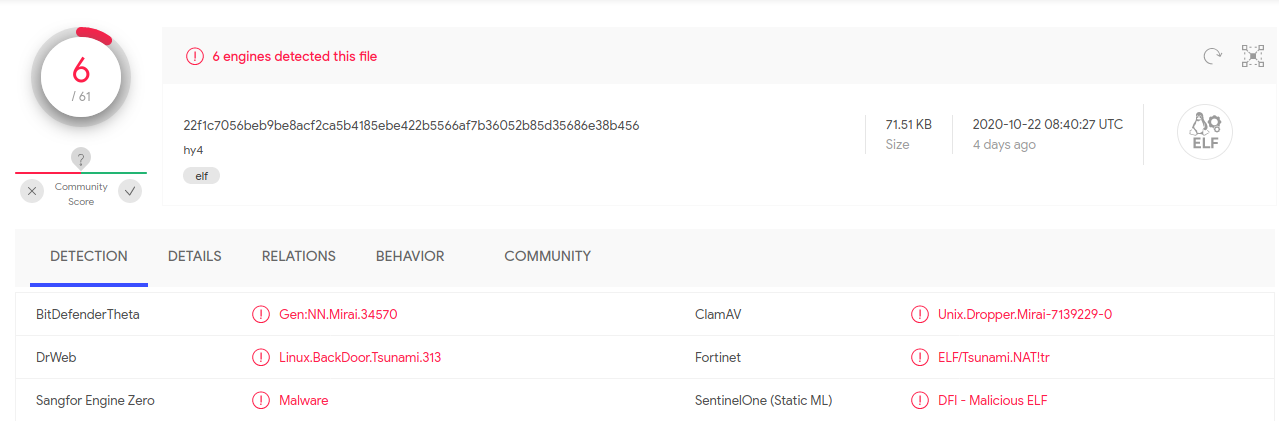 6
/ 61
?
Community
Score
6 engines detected this file
22f1c7056beb9be8acf2ca5b4185ebe422b5566af7b36052b85d35686e38b456
hy4
elf
71.51 KB
Size
2020-10-22 08:40:27 UTC
4 days ago
ELF
DETECTION DETAILS RELATIONS BEHAVIOR COMMUNITY
BitDefenderTheta Gen:NN.Mirai.34570 ClamAV Unix.Dropper.Mirai-7139229-0
DrWeb Linux.BackDoor.Tsunami.313 Fortinet ELF/Tsunami.NAT!tr
Sangfor Engine Zero Malware SentinelOne (Static ML) DFI - Malicious ELF